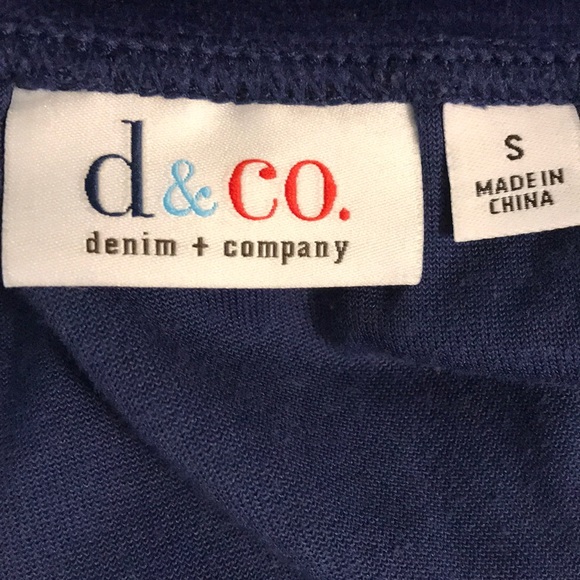 d&co.
denim + company
S
MADE IN
CHINA